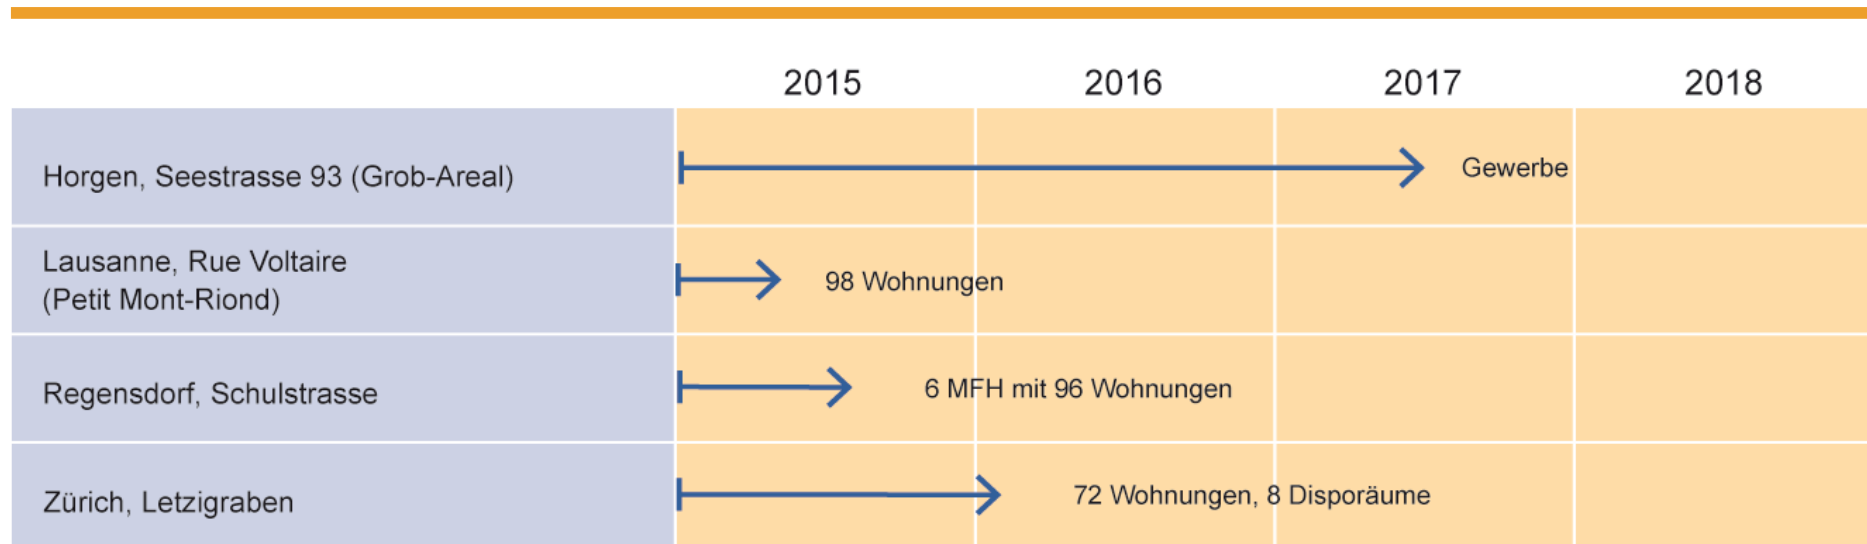 2015 2016 2017 2018
Horgen, Seestrasse 93 (Grob-Areal) Gewerbe
Lausanne, Rue Voltaire
(Petit Mont-Riond)
98 Wohnungen
Regensdorf, Schulstrasse 6 MFH mit 96 Wohnungen
Zürich, Letzigraben 72 Wohnungen, 8 Disporäume